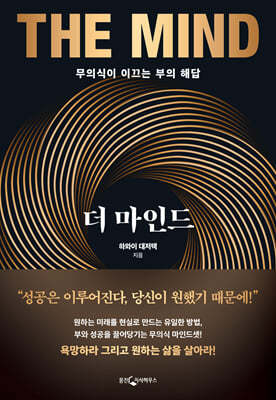 THE MIND
무의식이 이끄는 부의 해답
더 마인드
하와이 대저택
지음
“성공은 이루어진다, 당신이 원했기 때문에!”
원하는 미래를 현실로 만드는 유일한 방법,
부와 성공을 끌어당기는 무의식 마인드셋!
욕망하라 그리고 원하는 삶을 살아라!
웅진 지식하우스